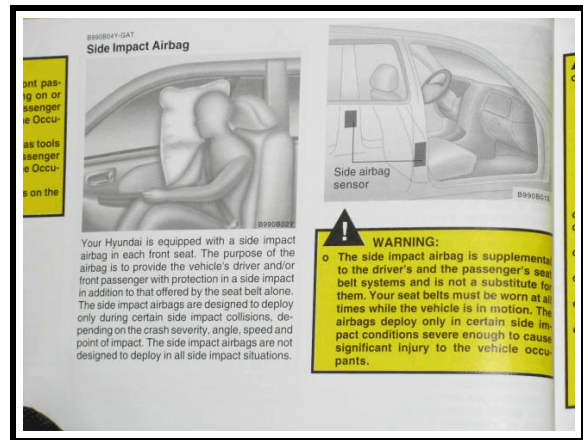 ont pas-
ng on or
ssenger
e Occu-
as tools
ssenger
e Occu-
s on the
B990B04Y-GAT
Side Impact Airbag
B990B02Y
Your Hyundai is equipped with a side impact
airbag in each front seat. The purpose of the
airbag is to provide the vehicle's driver and/or
front passenger with protection in a side impact
in addition to that offered by the seat belt alone.
The side impact airbags are designed to deploy
only during certain side impact collisions, de-
pending on the crash severity, angle, speed and
point of impact. The side impact airbags are not
designed to deploy in all side impact situations.
Side airbag
sensor
B990B01E
WARNING:
o The side impact airbag is supplemental
to the driver's and the passenger's seat
belt systems and is not a substitute for
them. Your seat belts must be worn at all
times while the vehicle is in motion. The
airbags deploy only in certain side im-
pact conditions severe enough to cause
significant injury to the vehicle occu-
pants.